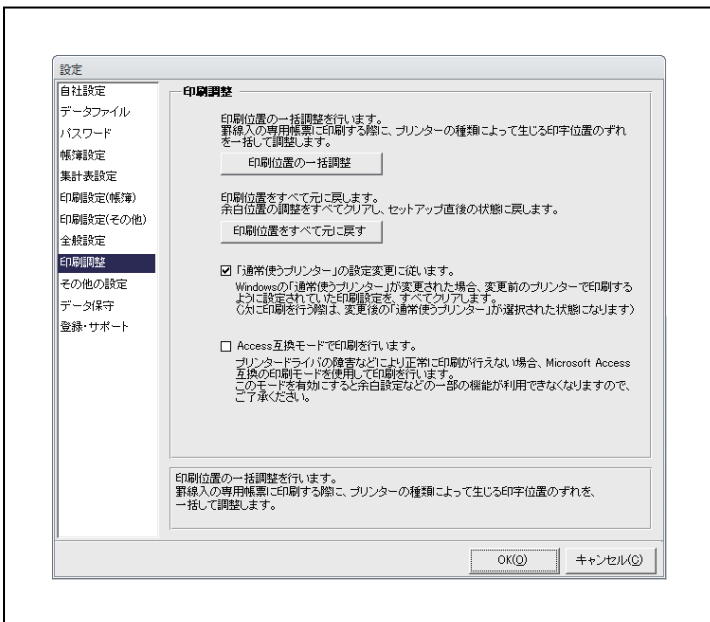 設定
自社設定
データファイル
パスワード
帳簿設定
集計表設定
印刷設定(帳簿)
印刷設定(その他)
全般設定
印刷調整
その他の設定
データ保守
登録・サポート
印刷調整
印刷位置の一括調整を行います。
罫線入の専用帳票に印刷する際に、プリンターの種類によって生じる印字位置のずれ
を一括して調整します。
印刷位置の一括調整
印刷位置をすべて元に戻します。
余白位置の調整をすべてクリアし、セットアップ直後の状態に戻します。
印刷位置をすべて元に戻す
「通常使うプリンター」の設定変更に従います。
Windowsの「通常使うプリンター」が変更された場合、変更前のプリンターで印刷する
ように設定されていた印刷設定を、すべてクリアします。
(次に印刷を行う際は、変更後の「通常使うプリンター」が選択された状態になります)
Access互換モードで印刷を行います。
プリンタードライバの障害などにより正常に印刷が行えない場合、Microsoft Access
互換の印刷モードを使用して印刷を行います。
このモードを有効にすると余白設定などの一部の機能が利用できなくなりますので、
ご了承ください。
印刷位置の一括調整を行います。
罫線入の専用帳票に印刷する際に、プリンターの種類によって生じる印字位置のずれを、
一括して調整します。
OK(O)
キャンセル(C)